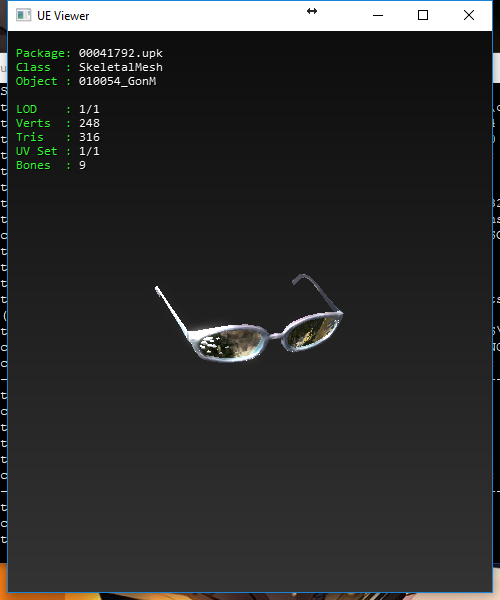 UE Viewer
Package: 00041792.upk
Class : SkeletalMesh
Object : 010054_GonM
LOD : 1/1
Verts : 248
Tris : 316
UV Set : 1/1
Bones : 9